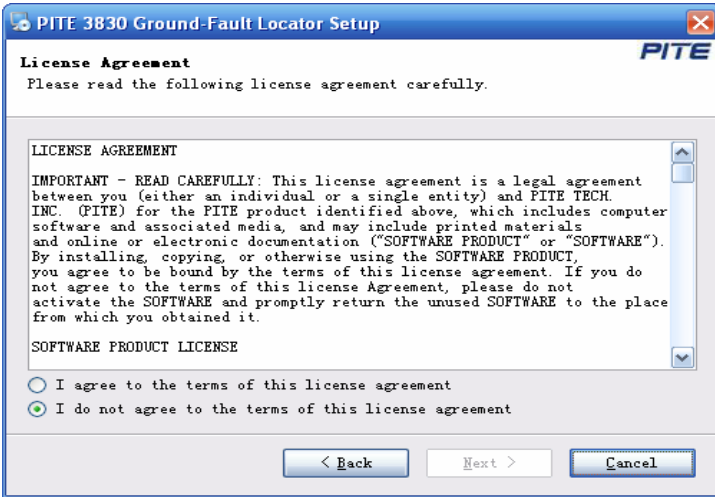 PITE 3830 Ground-Fault Locator Setup
PITE
License Agreement
Please read the following license agreement carefully.
LICENSE AGREEMENT
IMPORTANT - READ CAREFULLY: This license agreement is a legal agreement
between you (either an individual or a single entity) and PITE TECH.
INC. (PITE) for the PITE product identified above, which includes computer
software and associated media, and may include printed materials
and online or electronic documentation ("SOFTWARE PRODUCT" or "SOFTWARE").
By installing, copying, or otherwise using the SOFTWARE PRODUCT,
you agree to be bound by the terms of this license agreement. If you do
not agree to the terms of this license Agreement, please do not
activate the SOFTWARE and promptly return the unused SOFTWARE to the place
from which you obtained it.
SOFTWARE PRODUCT LICENSE
I agree to the terms of this license agreement
I do not agree to the terms of this license agreement
< Back
Next >
Cancel